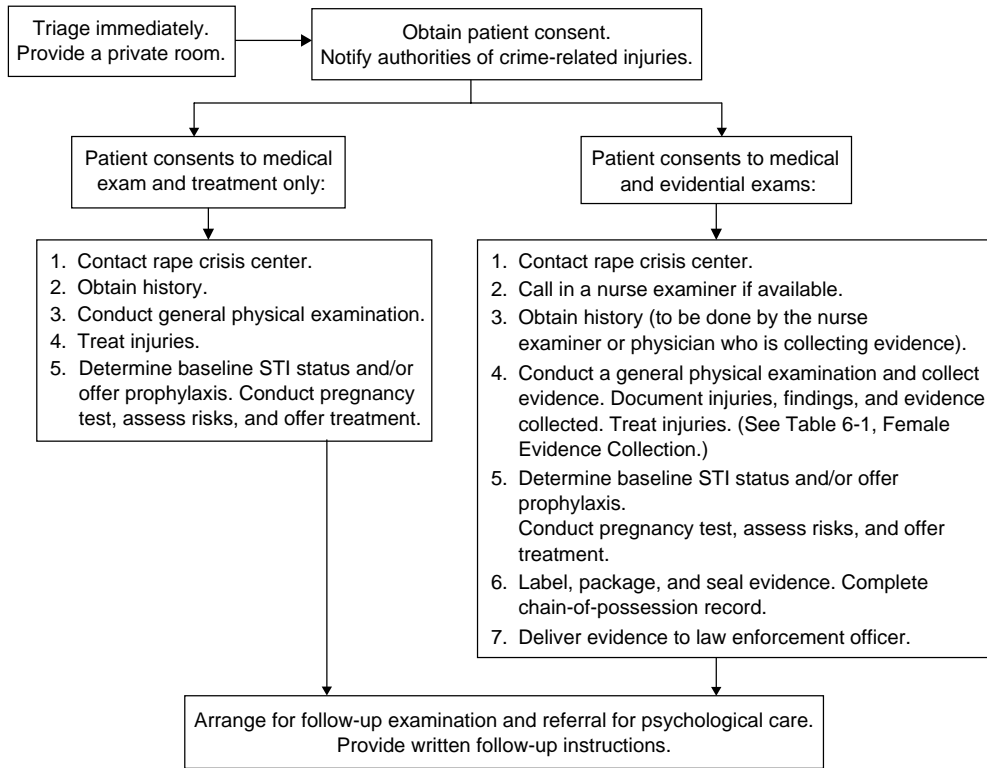 Triage immediately.
Provide a private room.
Obtain patient consent.
Notify authorities of crime-related injuries.
Patient consents to medical
exam and treatment only:
Patient consents to medical
and evidential exams:
1. Contact rape crisis center.
2. Obtain history.
3. Conduct general physical examination.
4. Treat injuries.
5. Determine baseline STI status and/or
offer prophylaxis. Conduct pregnancy
test, assess risks, and offer treatment.
1. Contact rape crisis center.
2. Call in a nurse examiner if available.
3. Obtain history (to be done by the nurse
examiner or physician who is collecting evidence).
4. Conduct a general physical examination and collect
evidence. Document injuries, findings, and evidence
collected. Treat injuries. (See Table 6-1, Female
Evidence Collection.)
5. Determine baseline STI status and/or offer
prophylaxis.
Conduct pregnancy test, assess risks, and offer
treatment.
6. Label, package, and seal evidence. Complete
chain-of-possession record.
7. Deliver evidence to law enforcement officer.
Arrange for follow-up examination and referral for psychological care.
Provide written follow-up instructions.